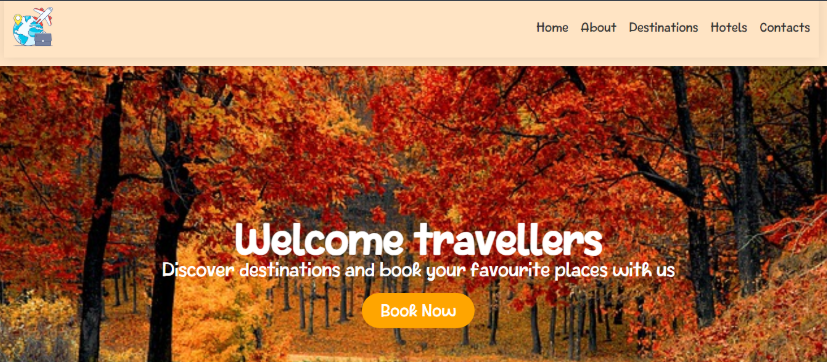 Home About Destinations Hotels Contacts
Welcome travellers
Discover destinations and book your favourite places with us
Book Now